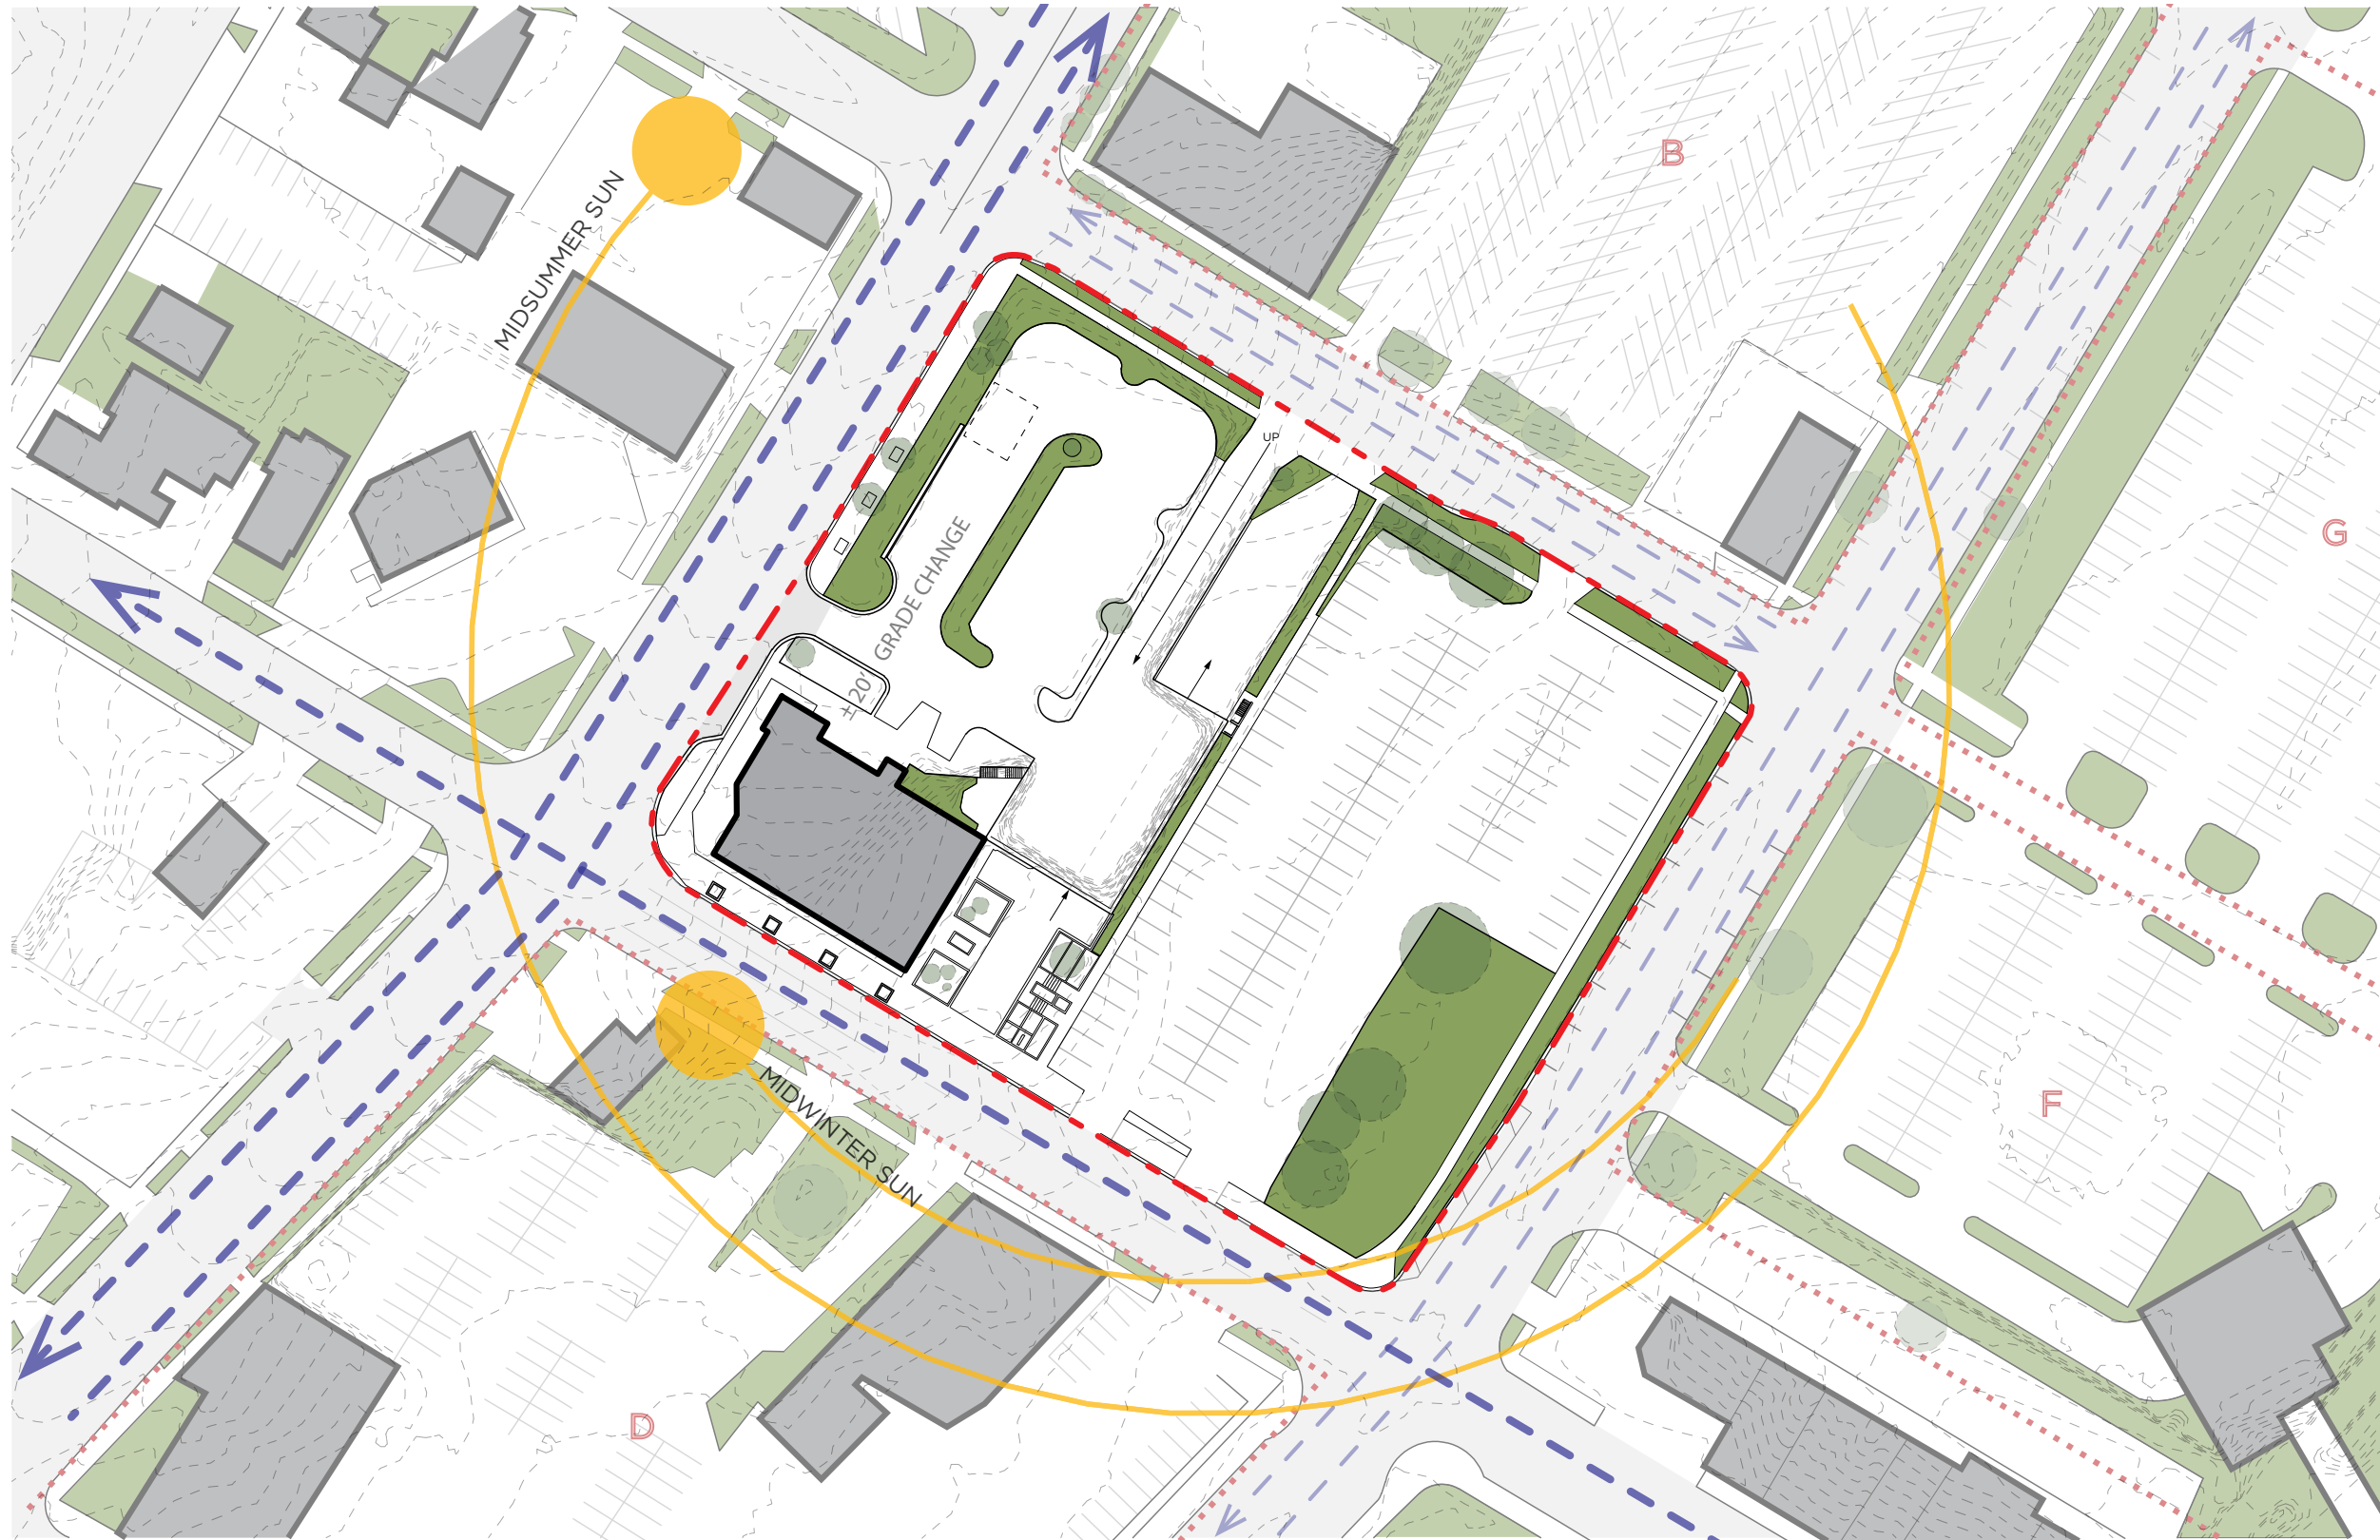 B
MIDSUMMER SUN
UP
G
GRADE CHANGE
±20'
MIDWINTER SUN
F
D